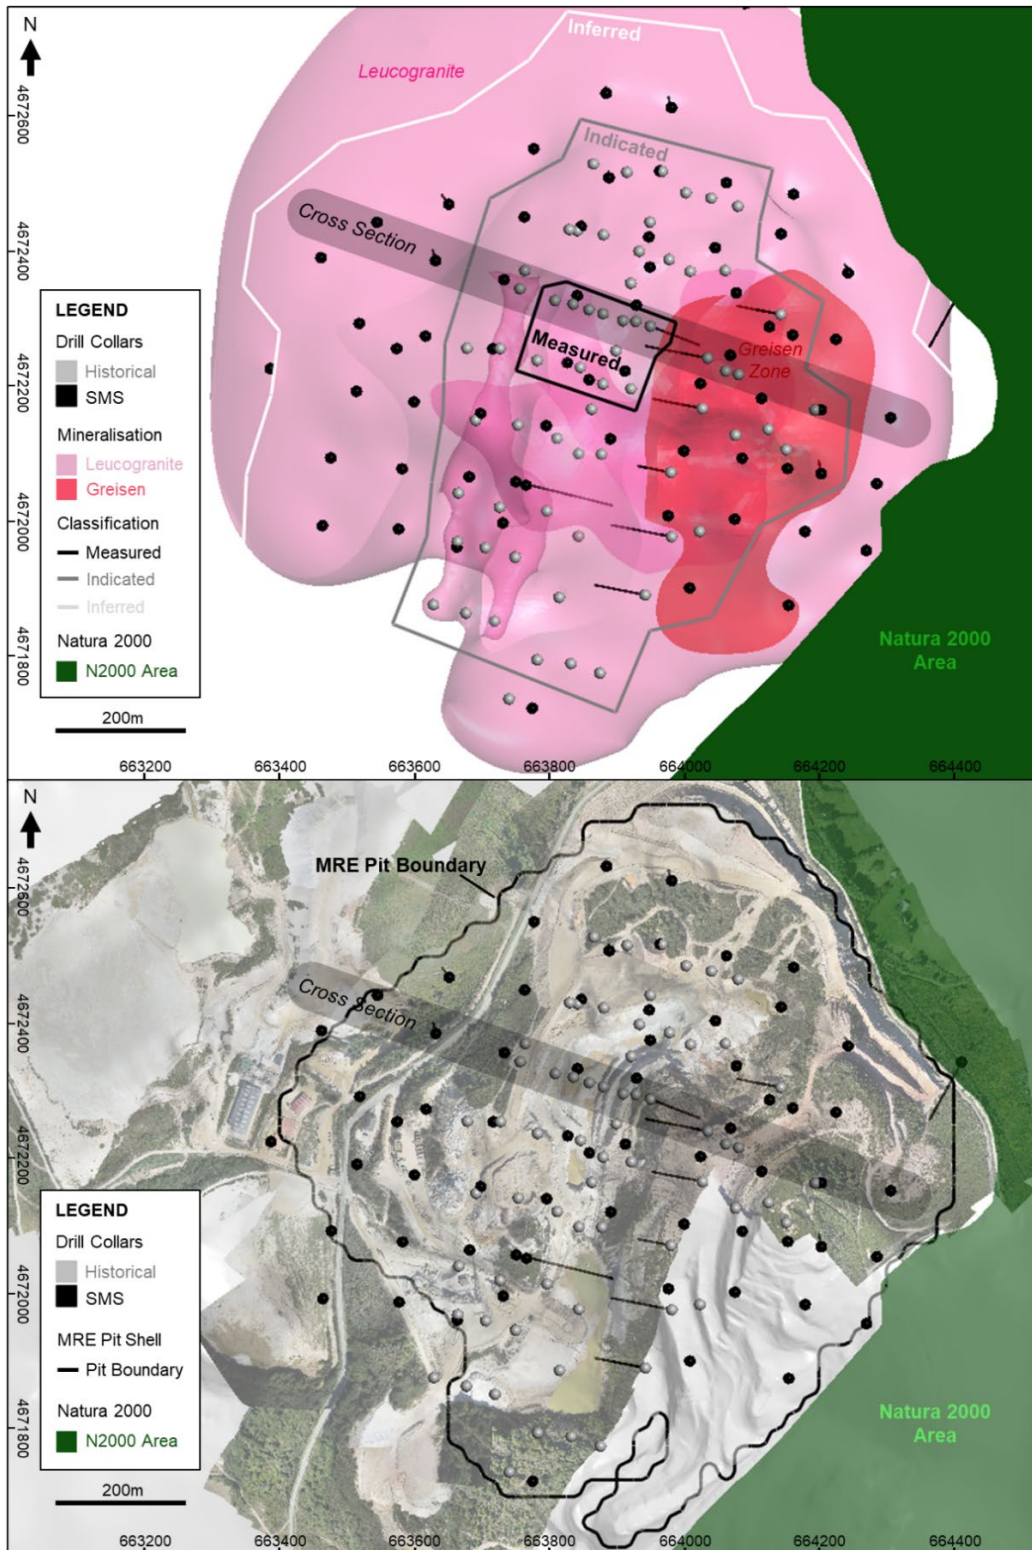 N
4672600
4672400
4672200
4672000
4671800
Inferred
Leucogranite
Indicated
Cross Section
Measured
Greisen
Zone
Natura 2000
Area
LEGEND
Drill Collars
Historical
SMS
Mineralisation
Leucogranite
Greisen
Classification
Measured
Indicated
Inferred
Natura 2000
N2000 Area
200m
663200 663400 663600 663800 664000 664200 664400
N
4672600
4672400
4672200
4672000
4671800
MRE Pit Boundary
Cross Section
Natura 2000
Area
LEGEND
Drill Collars
Historical
SMS
MRE Pit Shell
Pit Boundary
Natura 2000
N2000 Area
200m
663200 663400 663600 663800 664000 664200 664400